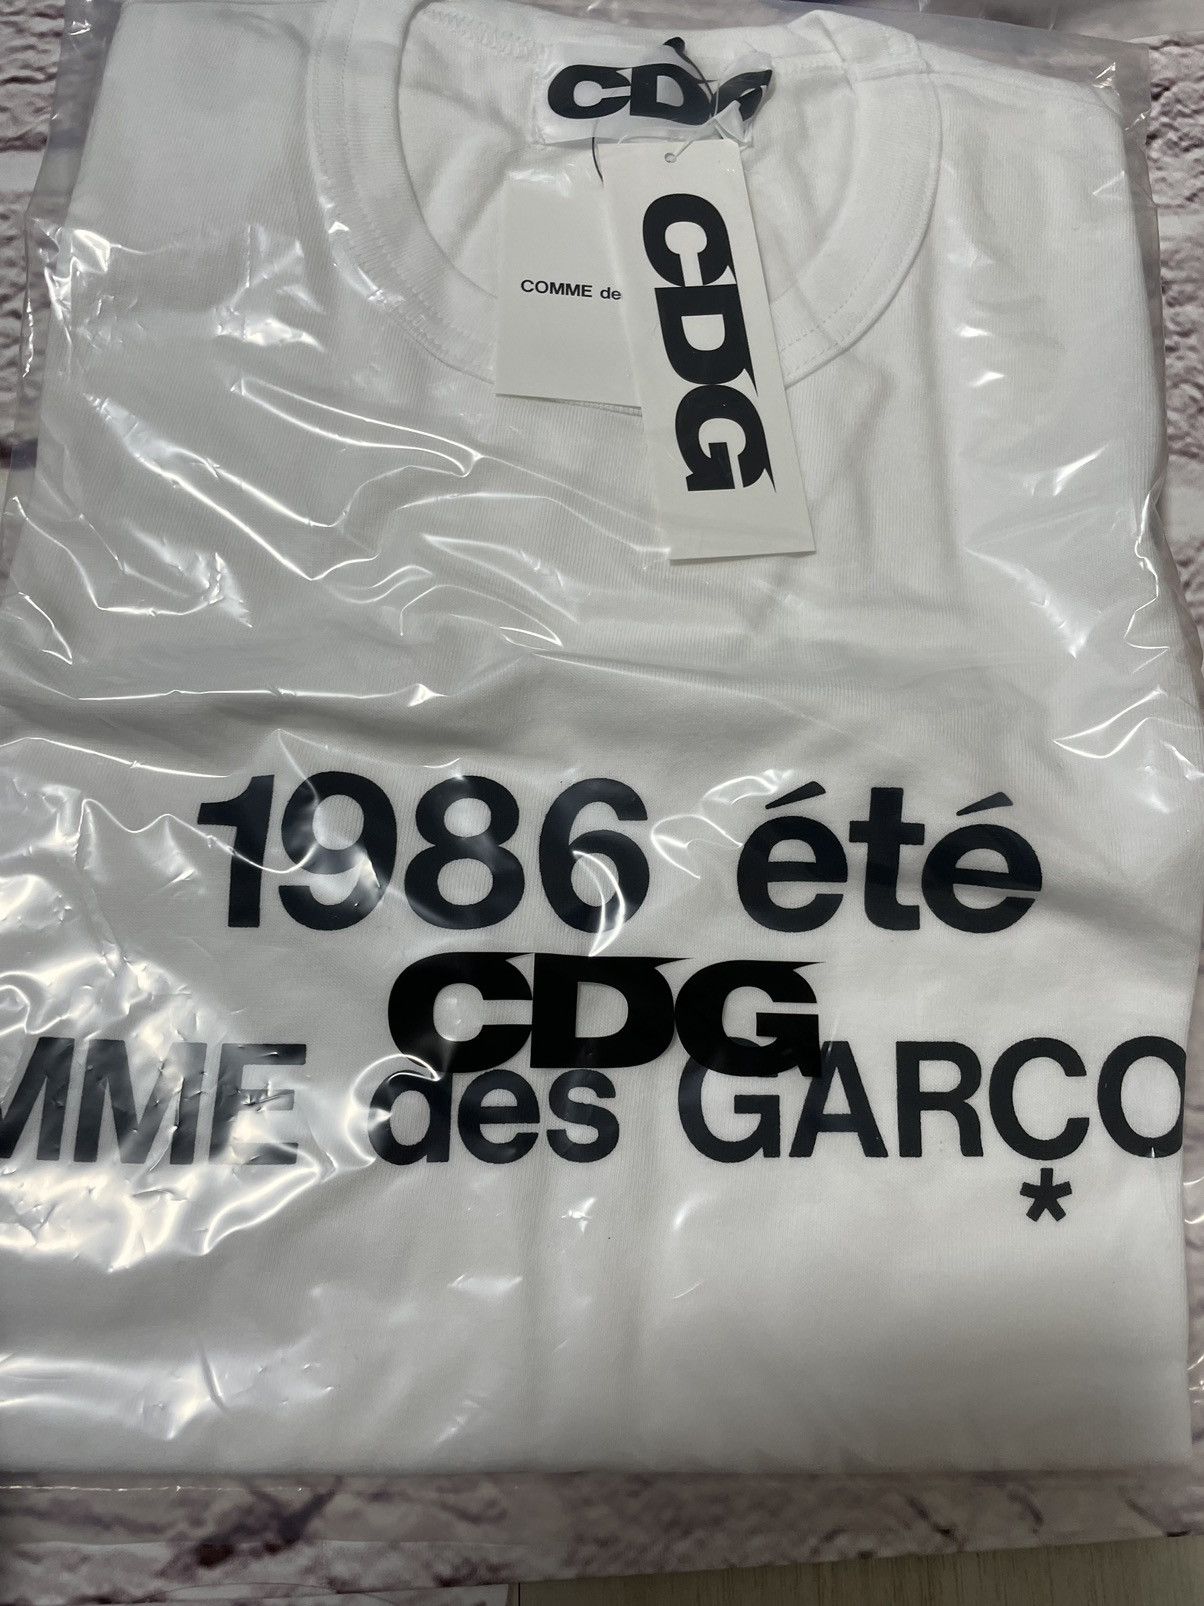 CDG
COMME de
CDG
1986 été
CDG
MME des GARÇO
*